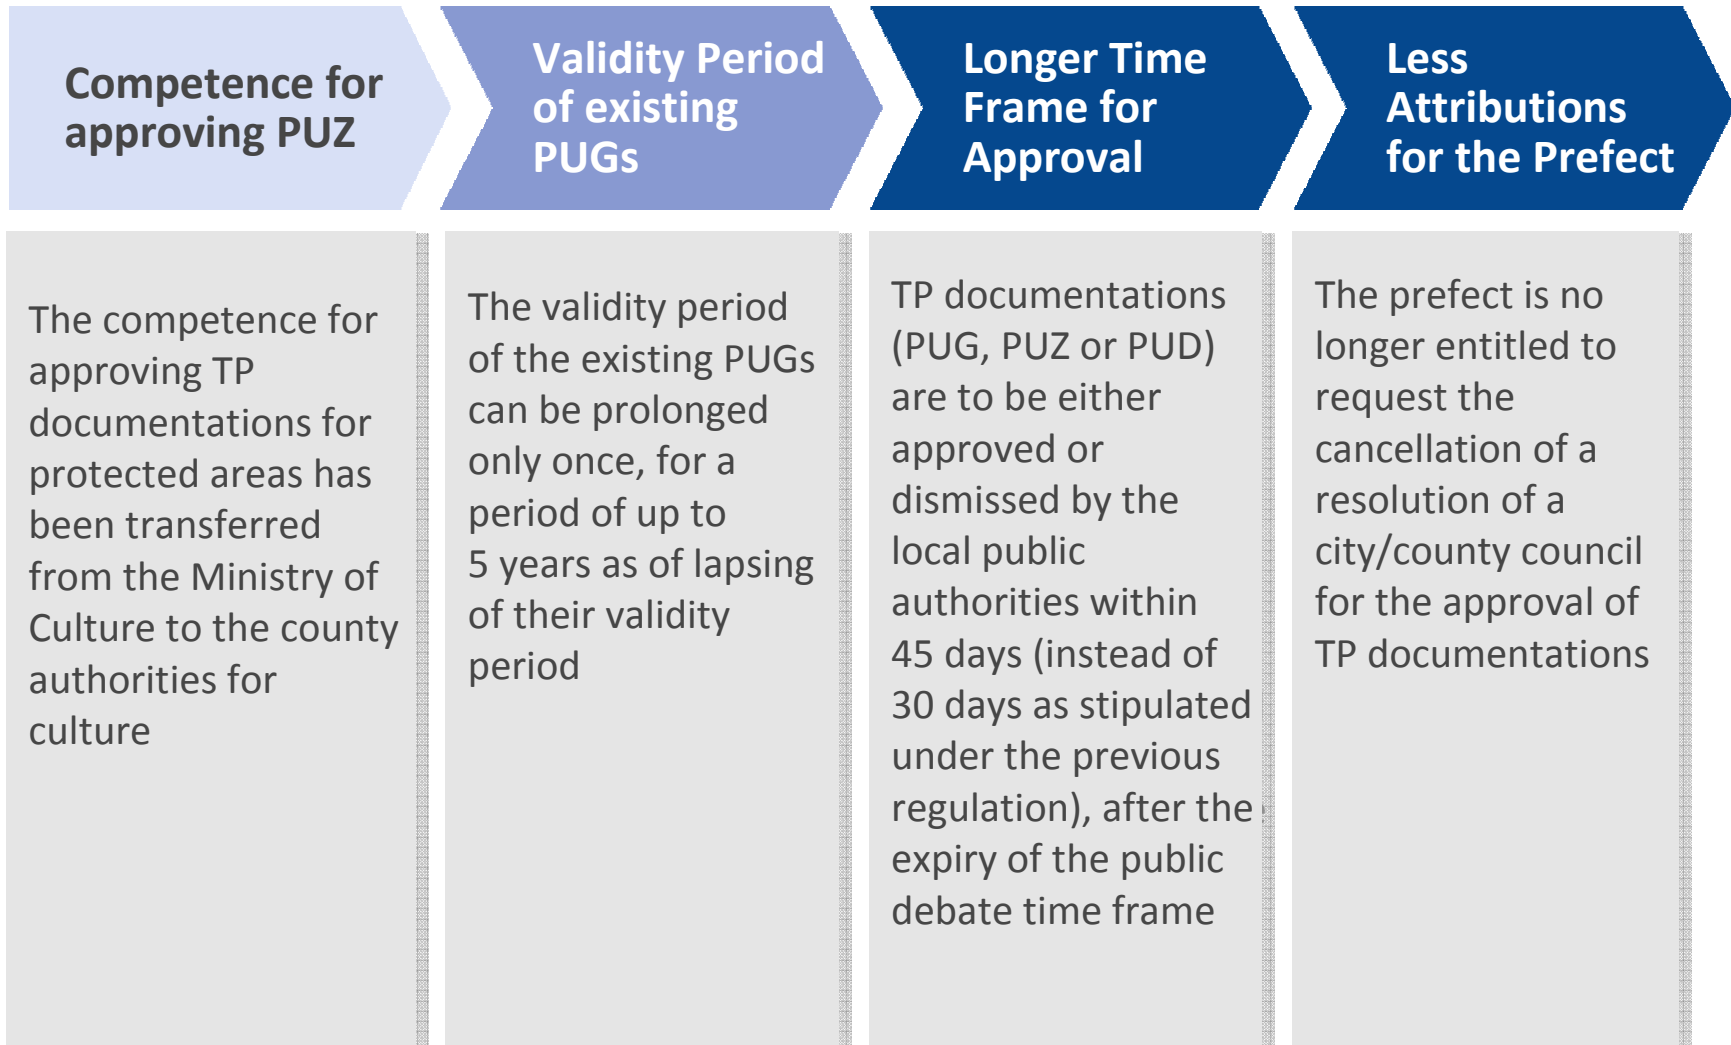 Competence for
approving PUZ
Validity Period
of existing
PUGs
Longer Time
Frame for
Approval
Less
Attributions
for the Prefect
The competence for
approving TP
documentations for
protected areas has
been transferred
from the Ministry of
Culture to the county
authorities for
culture
The validity period
of the existing PUGs
can be prolonged
only once, for a
period of up to
5 years as of lapsing
of their validity
period
TP documentations
(PUG, PUZ or PUD)
are to be either
approved or
dismissed by the
local public
authorities within
45 days (instead of
30 days as stipulated
under the previous
regulation), after the
expiry of the public
debate time frame
The prefect is no
longer entitled to
request the
cancellation of a
resolution of a
city/county council
for the approval of
TP documentations